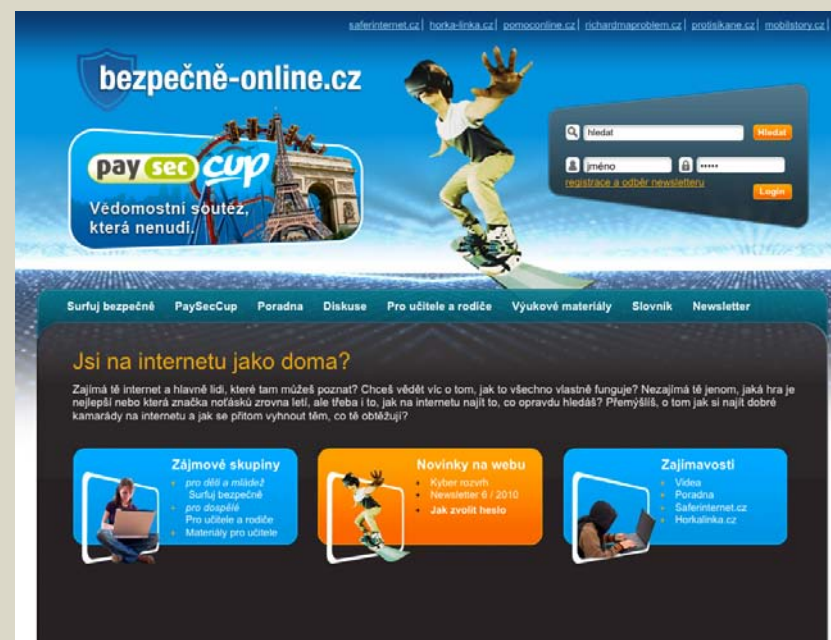 saferinternet.cz| horka-linka.cz| pomoconline.cz| richardmaproblem.cz| protisikane.cz| mobilstory.cz|
bezpečně-online.cz
pay sec cup
Vědomostní soutěž,
která nenudí.
hledat Hledat
jméno •••••
registrace a odběr newsletteru
Login
Surfuj bezpečně PaySecCup Poradna Diskuse Pro učitele a rodiče Výukové materiály Slovník Newsletter
Jsi na internetu jako doma?
Zajímá tě internet a hlavně lidi, které tam můžeš poznat? Chceš vědět víc o tom, jak to všechno vlastně funguje? Nezajímá tě jenom, jaká hra je
nejlepší nebo která značka noťásků zrovna letí, ale třeba i to, jak na internetu najít to, co opravdu hledáš? Přemýšlíš, o tom jak si najít dobré
kamarády na internetu a jak se přitom vyhnout těm, co tě obtěžují?
Zájmové skupiny
pro děti a mládež
Surfuj bezpečně
pro dospělé
Pro učitele a rodiče
Materiály pro učitele
Novinky na webu
Kyber rozvrh
Newsletter 6 / 2010
Jak zvolit heslo
Zajímavosti
Videa
Poradna
Saferinternet.cz
Horkalinka.cz